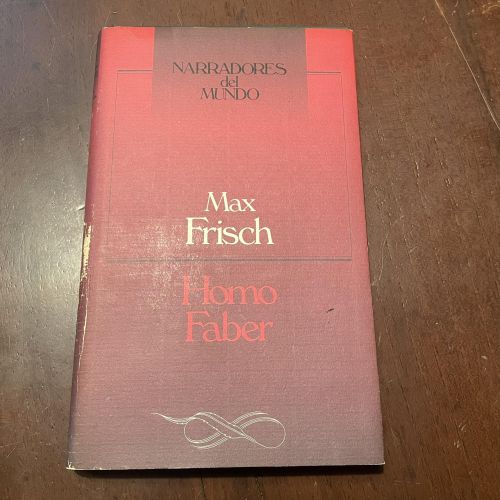 NARRADORES
del
MUNDO
Max
Frisch
Homo
Faber